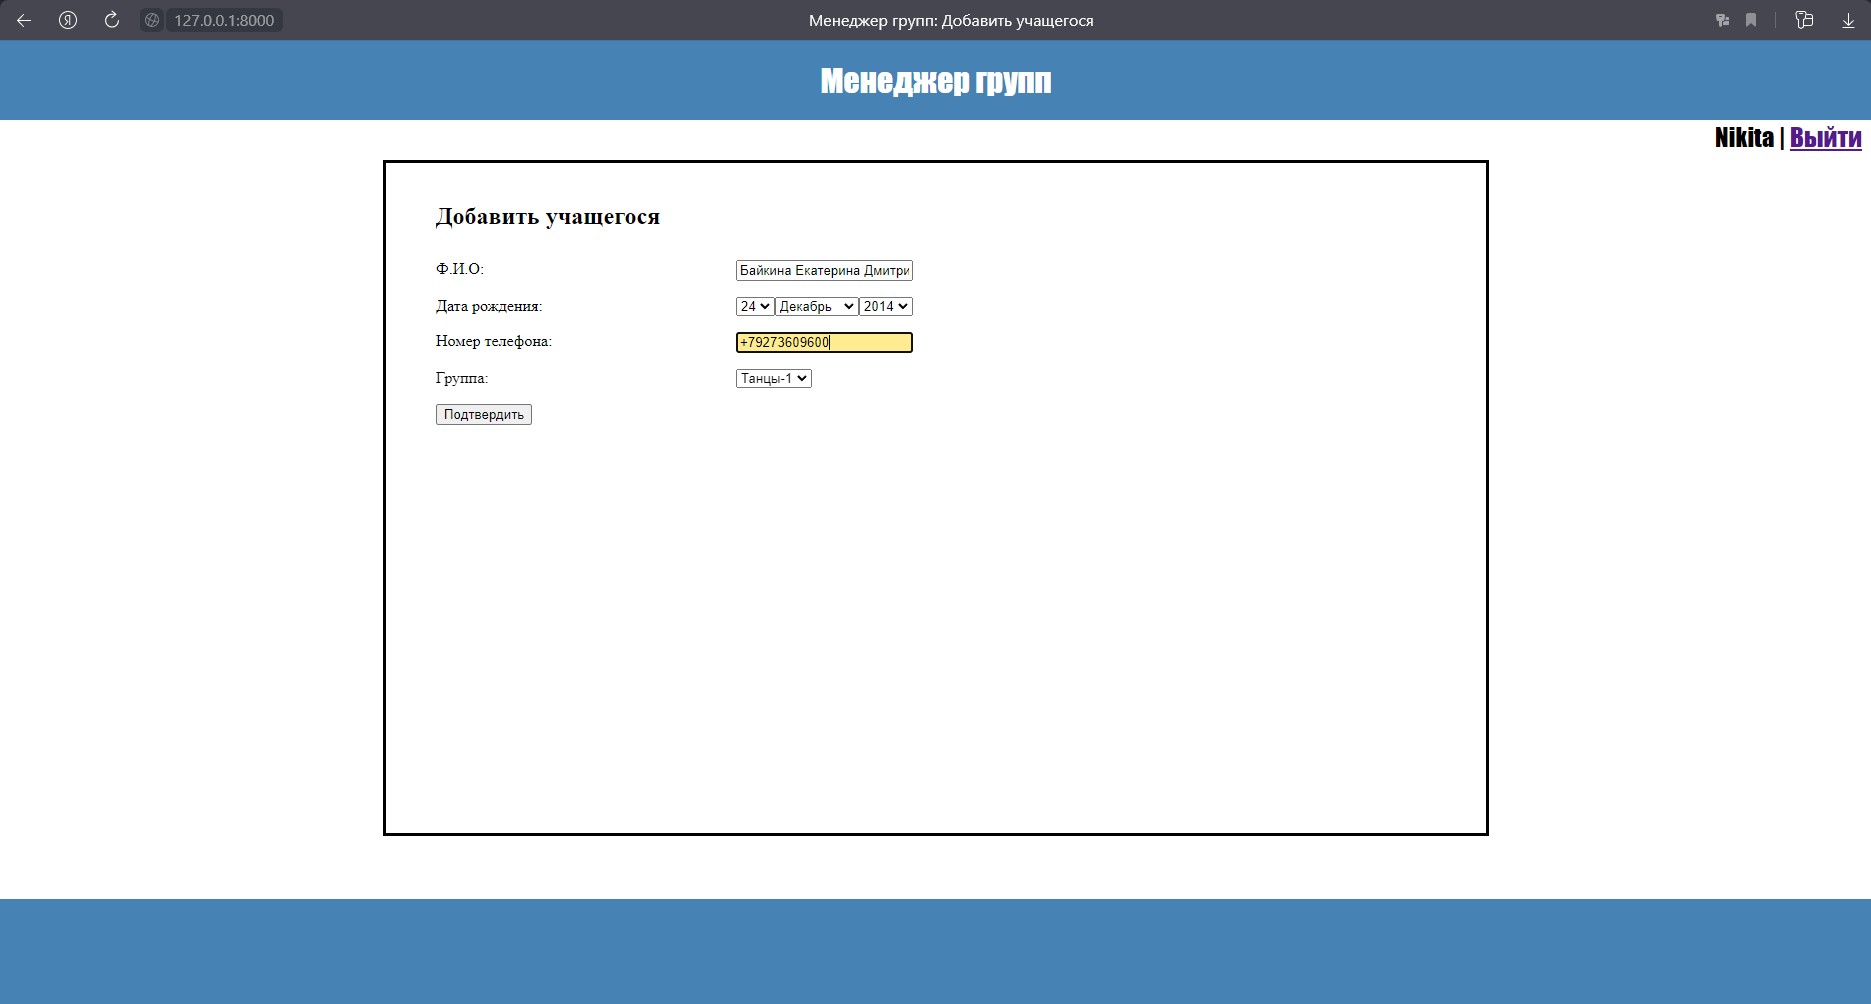 127.0.0.1:8000 Менеджер групп: Добавить учащегося
Менеджер групп
Nikita | Выйти
Добавить учащегося
Ф.И.О: Байкина Екатерина Дмитри
Дата рождения: 24 Декабрь 2014
Номер телефона: +79273609600
Группа: Танцы-1
Подтвердить